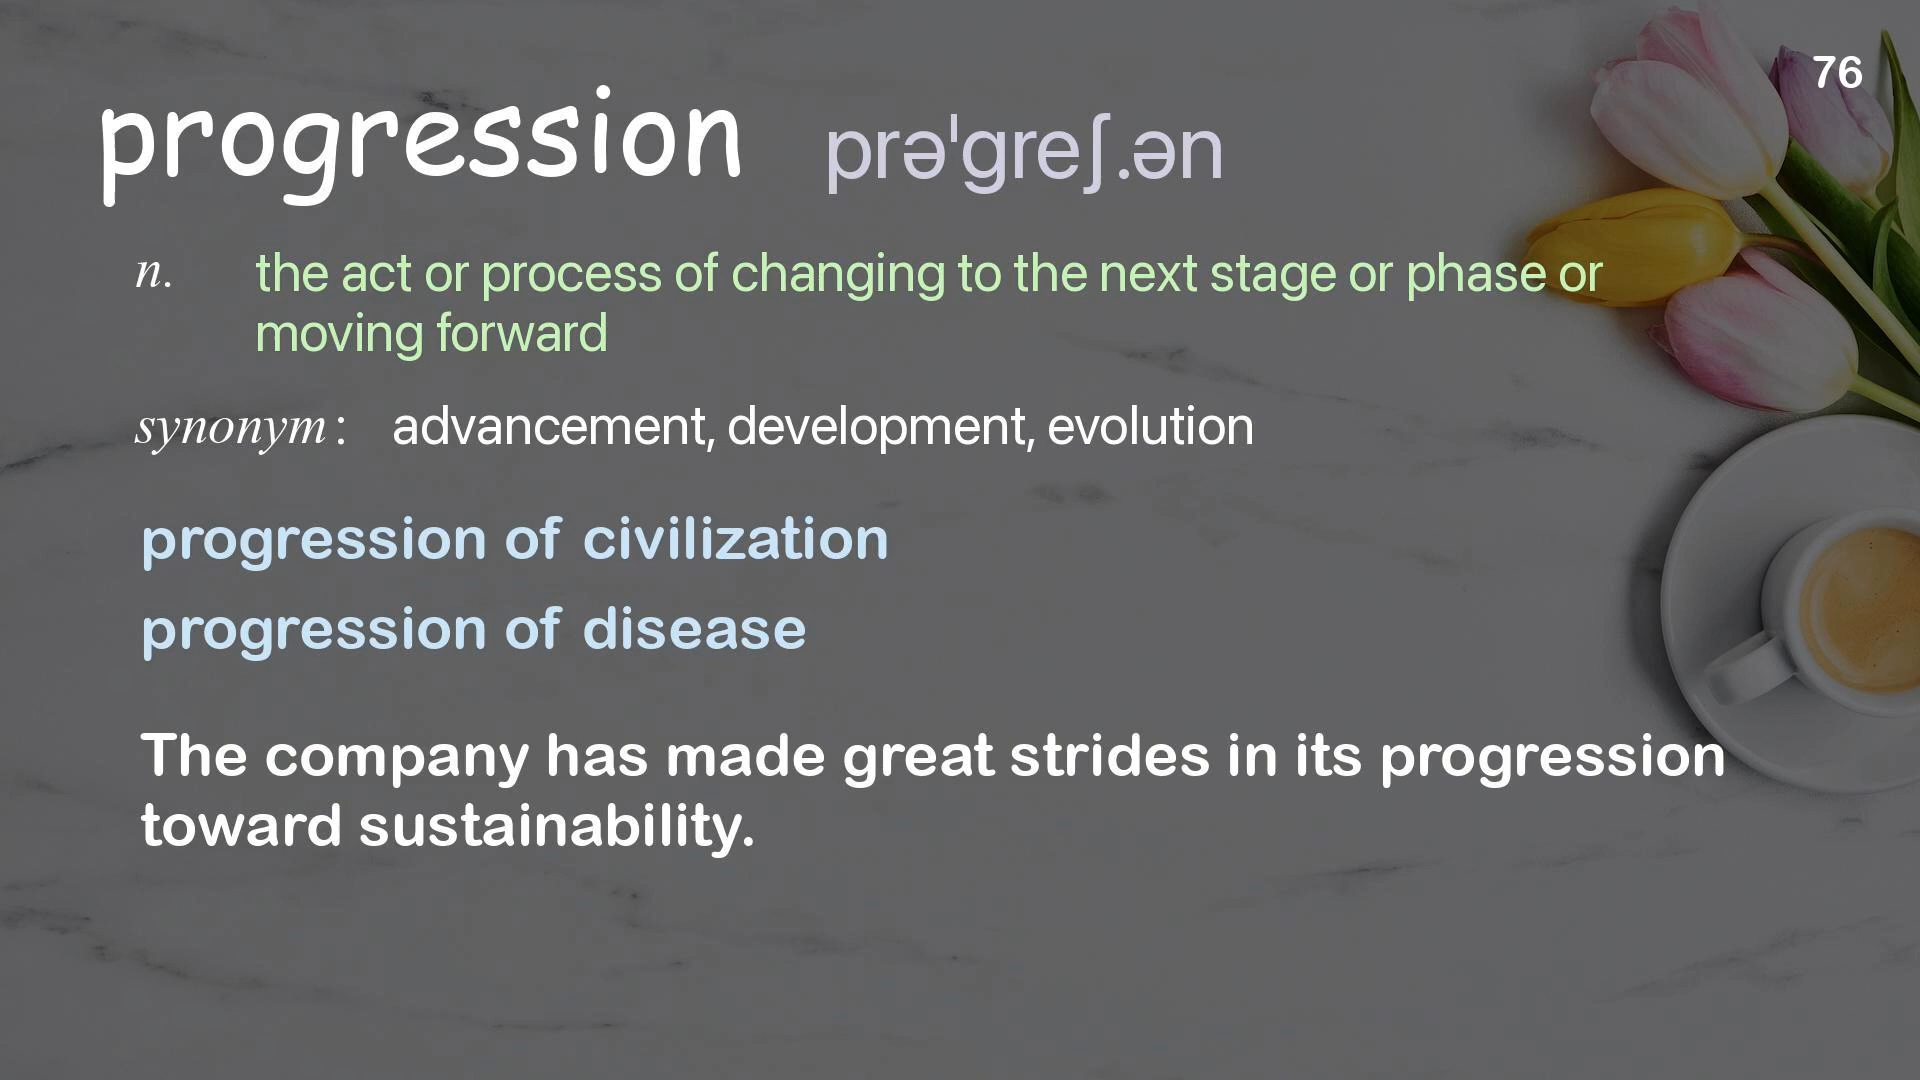 76
progression prəˈɡreʃ.ən
n. the act or process of changing to the next stage or phase or
moving forward
synonym : advancement, development, evolution
progression of civilization
progression of disease
The company has made great strides in its progression
toward sustainability.